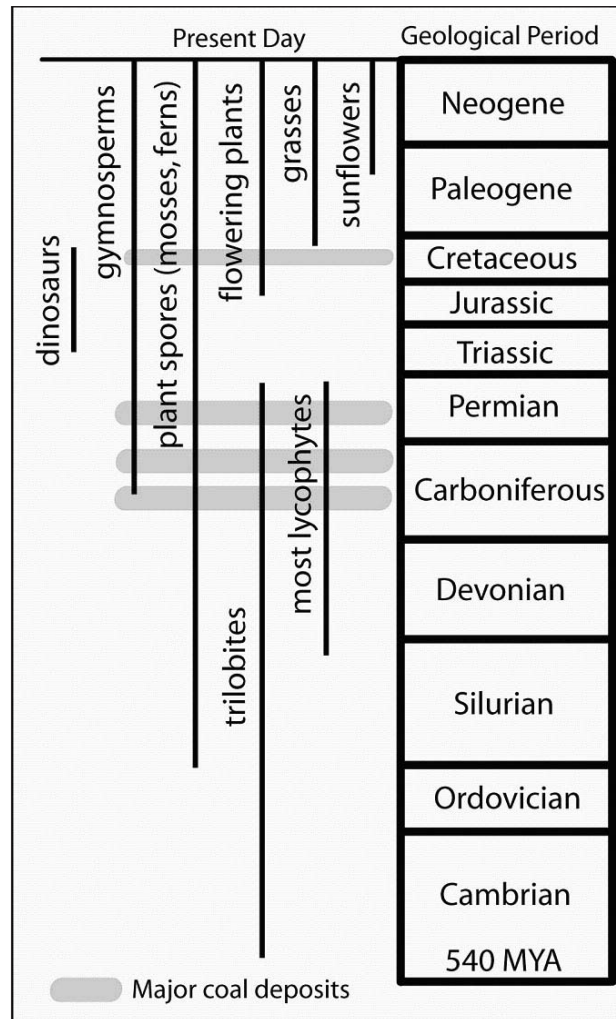 Present Day
Geological Period
dinosaurs
gymnosperms
plant spores (mosses, ferns)
flowering plants
grasses
sunflowers
trilobites
most lycophytes
Neogene
Paleogene
Cretaceous
Jurassic
Triassic
Permian
Carboniferous
Devonian
Silurian
Ordovician
Cambrian
540 MYA
Major coal deposits